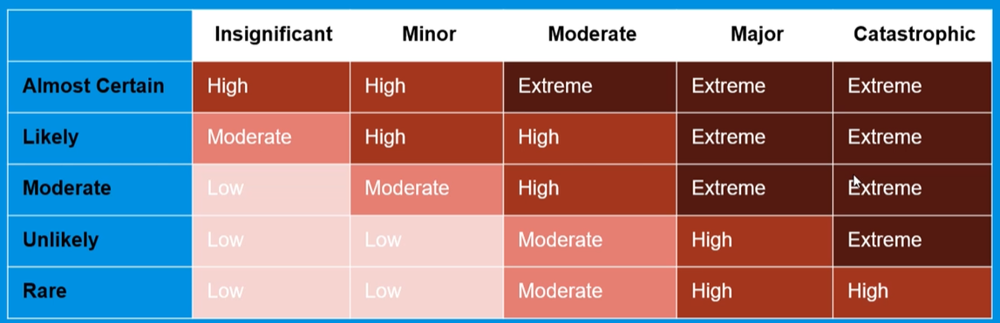 Insignificant Minor Moderate Major Catastrophic
Almost Certain High High Extreme Extreme Extreme
Likely Moderate High High Extreme Extreme
Moderate Low Moderate High Extreme Extreme
Unlikely Low Low Moderate High Extreme
Rare Low Low Moderate High High